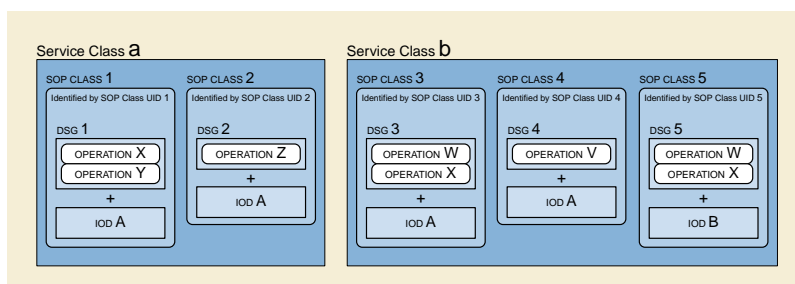 Service Class a
SOP CLASS 1
Identified by SOP Class UID 1
DSG 1
OPERATION X
OPERATION Y
+
IOD A
SOP CLASS 2
Identified by SOP Class UID 2
DSG 2
OPERATION Z
+
IOD A
Service Class b
SOP CLASS 3
Identified by SOP Class UID 3
DSG 3
OPERATION W
OPERATION X
+
IOD A
SOP CLASS 4
Identified by SOP Class UID 4
DSG 4
OPERATION V
+
IOD A
SOP CLASS 5
Identified by SOP Class UID 5
DSG 5
OPERATION W
OPERATION X
+
IOD B